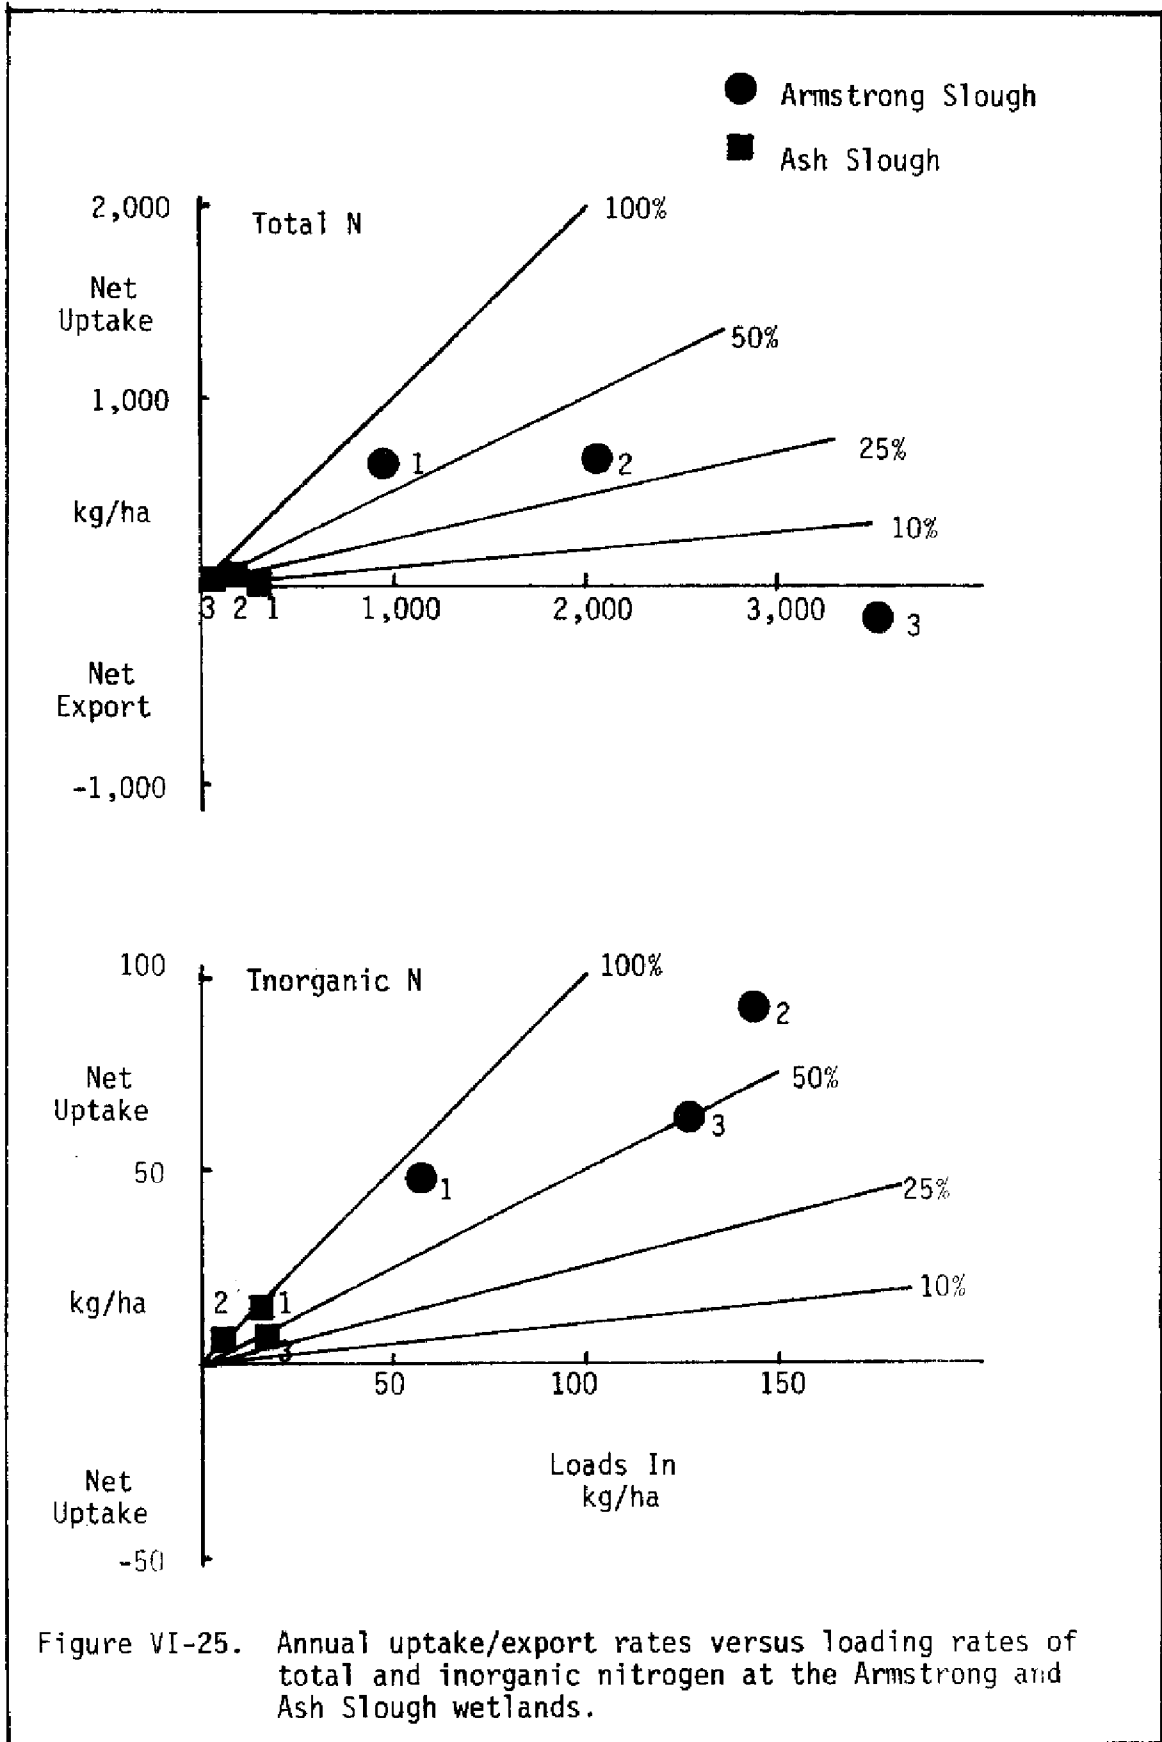 Armstrong Slough
Ash Slough
2,000
Total N
100%
Net
Uptake
50%
1,000
25%
1
2
kg/ha
10%
3 2 1
1,000
2,000
3,000
3
Net
Export
-1,000
100
Inorganic N
100%
2
Net
Uptake
50%
3
50
1
25%
kg/ha
2
1
10%
3
50
100
150
Loads In
kg/ha
Net
Uptake
-50
Figure VI-25. Annual uptake/export rates versus loading rates of
total and inorganic nitrogen at the Armstrong and
Ash Slough wetlands.